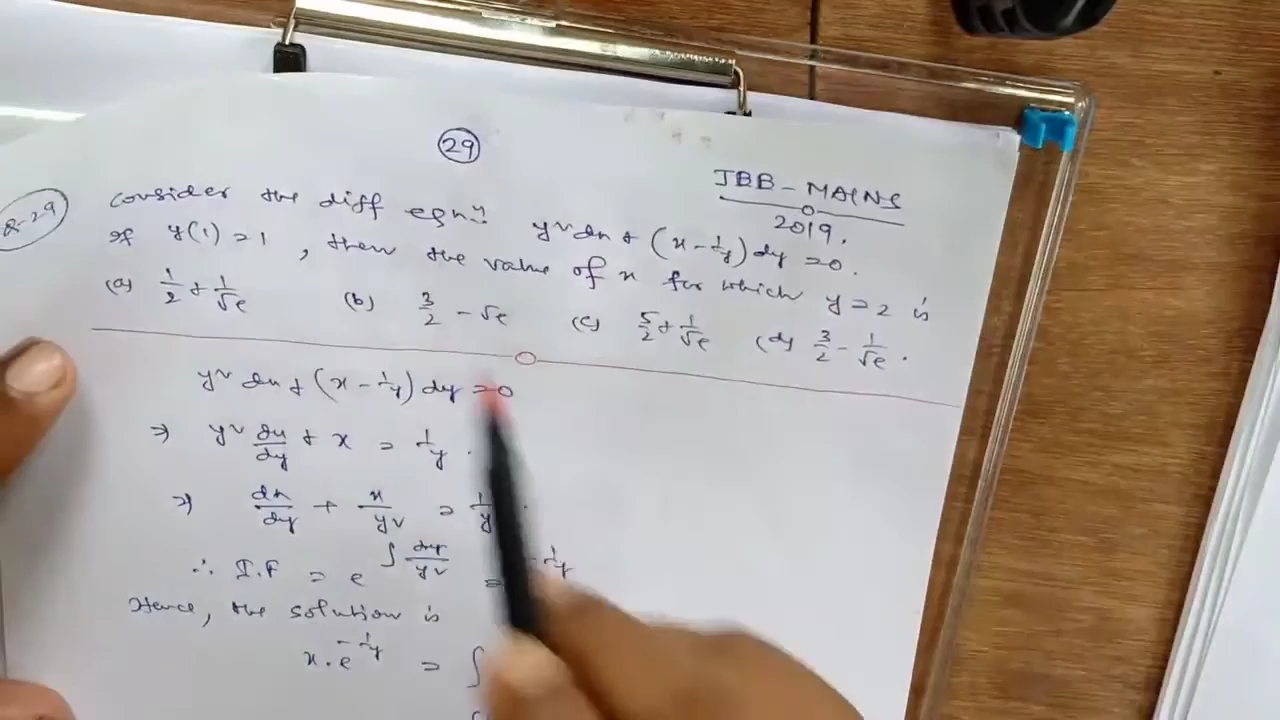 29
JEE - MAINS
2019.
Q-29
Consider the diff eqnⁿ. y² dx + (x - 1/y) dy = 0.
If y(1) = 1, then the value of x for which y = 2 is
(a) 1/2 + 1/√e (b) 3/2 - √e (c) 5/2 + 1/√e (d) 3/2 - 1/√e.
y² dx + (x - 1/y) dy = 0
⇒ y² dx/dy + x = 1/y.
⇒ dx/dy + x/y² = 1/y
∴ I.F = e^∫ dy/y² = - 1/y
Hence, the solution is
x.e^-1/y = ∫